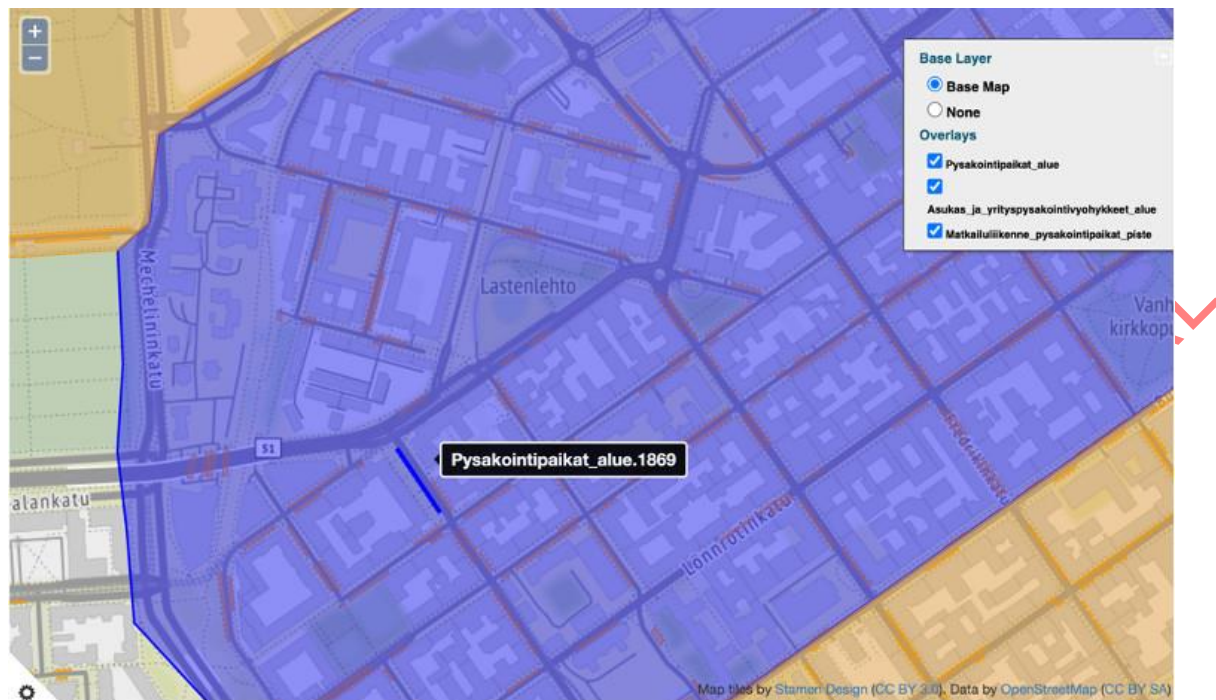 +
−
Base Layer
Base Map
None
Overlays
Pysakointipaikat_alue
Asukas_ja_yrityspysakointivyohykkeet_alue
Matkailuliikenne_pysakointipaikat_piste
Mechelininkatu
Lastenlehto
Vanh
kirkkopu
51
Pysakointipaikat_alue.1869
alankatu
Lönnrotinkatu
Map tiles by Stamen Design (CC BY 3.0). Data by OpenStreetMap (CC BY SA)